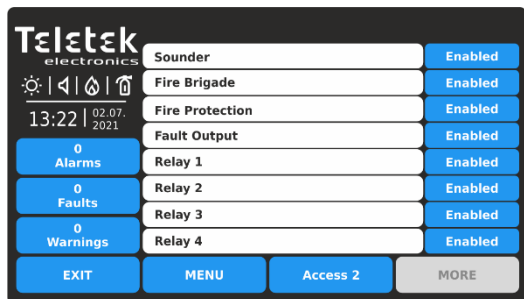 Teletek
electronics
13:22
02.07.
2021
0
Alarms
0
Faults
0
Warnings
Sounder Enabled
Fire Brigade Enabled
Fire Protection Enabled
Fault Output Enabled
Relay 1 Enabled
Relay 2 Enabled
Relay 3 Enabled
Relay 4 Enabled
EXIT MENU Access 2 MORE